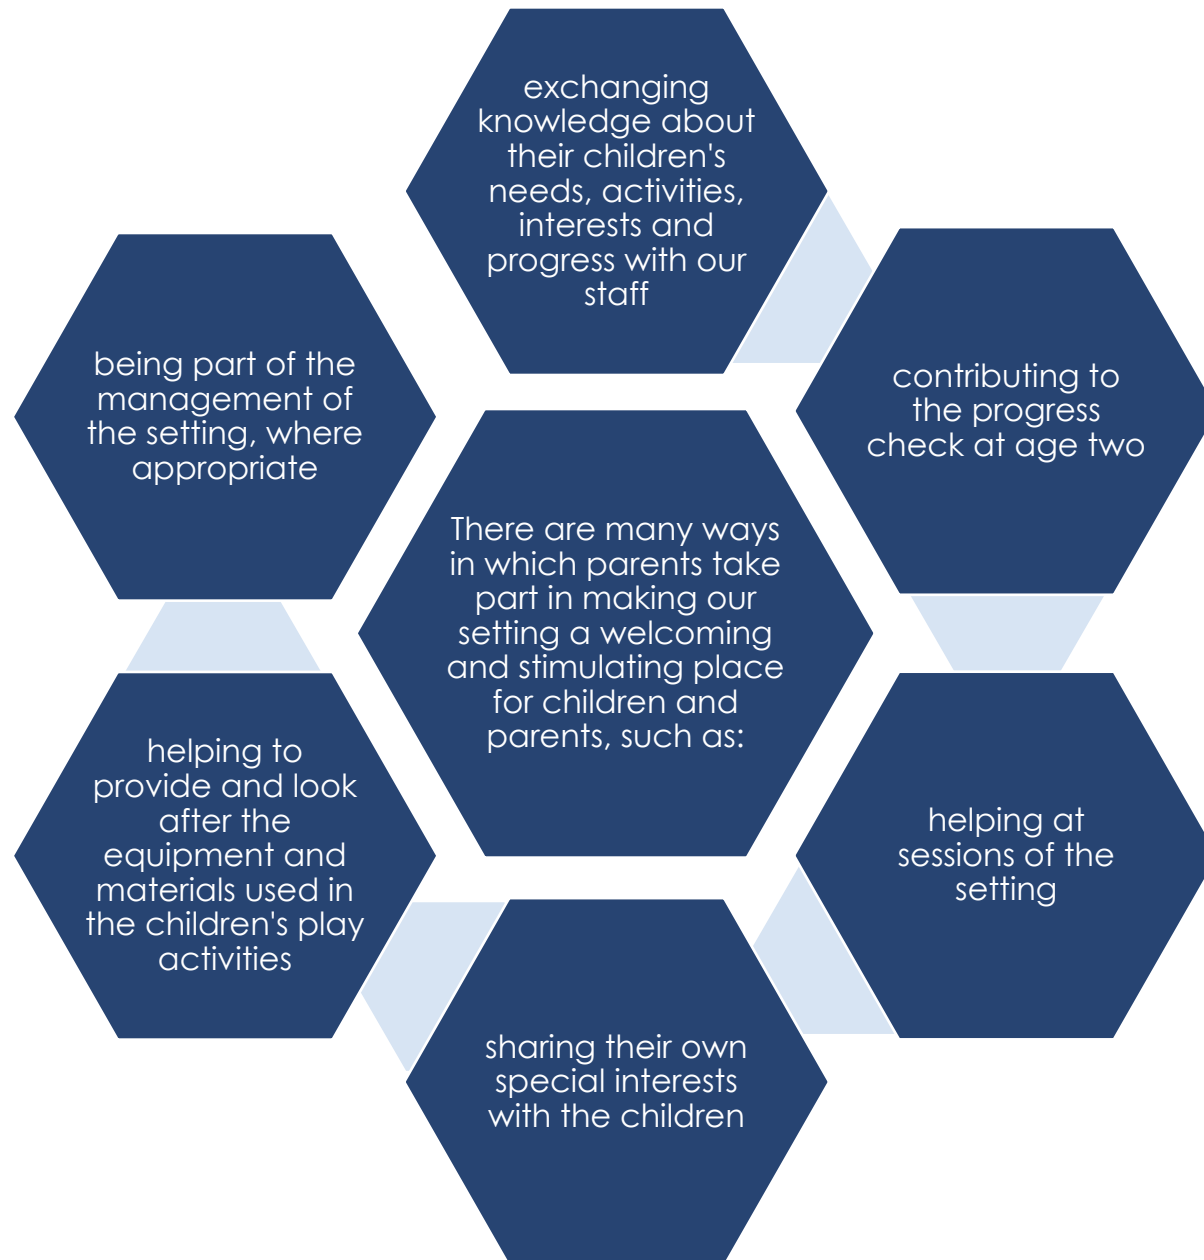 There are many ways
in which parents take
part in making our
setting a welcoming
and stimulating place
for children and
parents, such as:
exchanging
knowledge about
their children's
needs, activities,
interests and
progress with our
staff
contributing to
the progress
check at age two
helping at
sessions of the
setting
sharing their own
special interests
with the children
helping to
provide and look
after the
equipment and
materials used in
the children's play
activities
being part of the
management of
the setting, where
appropriate